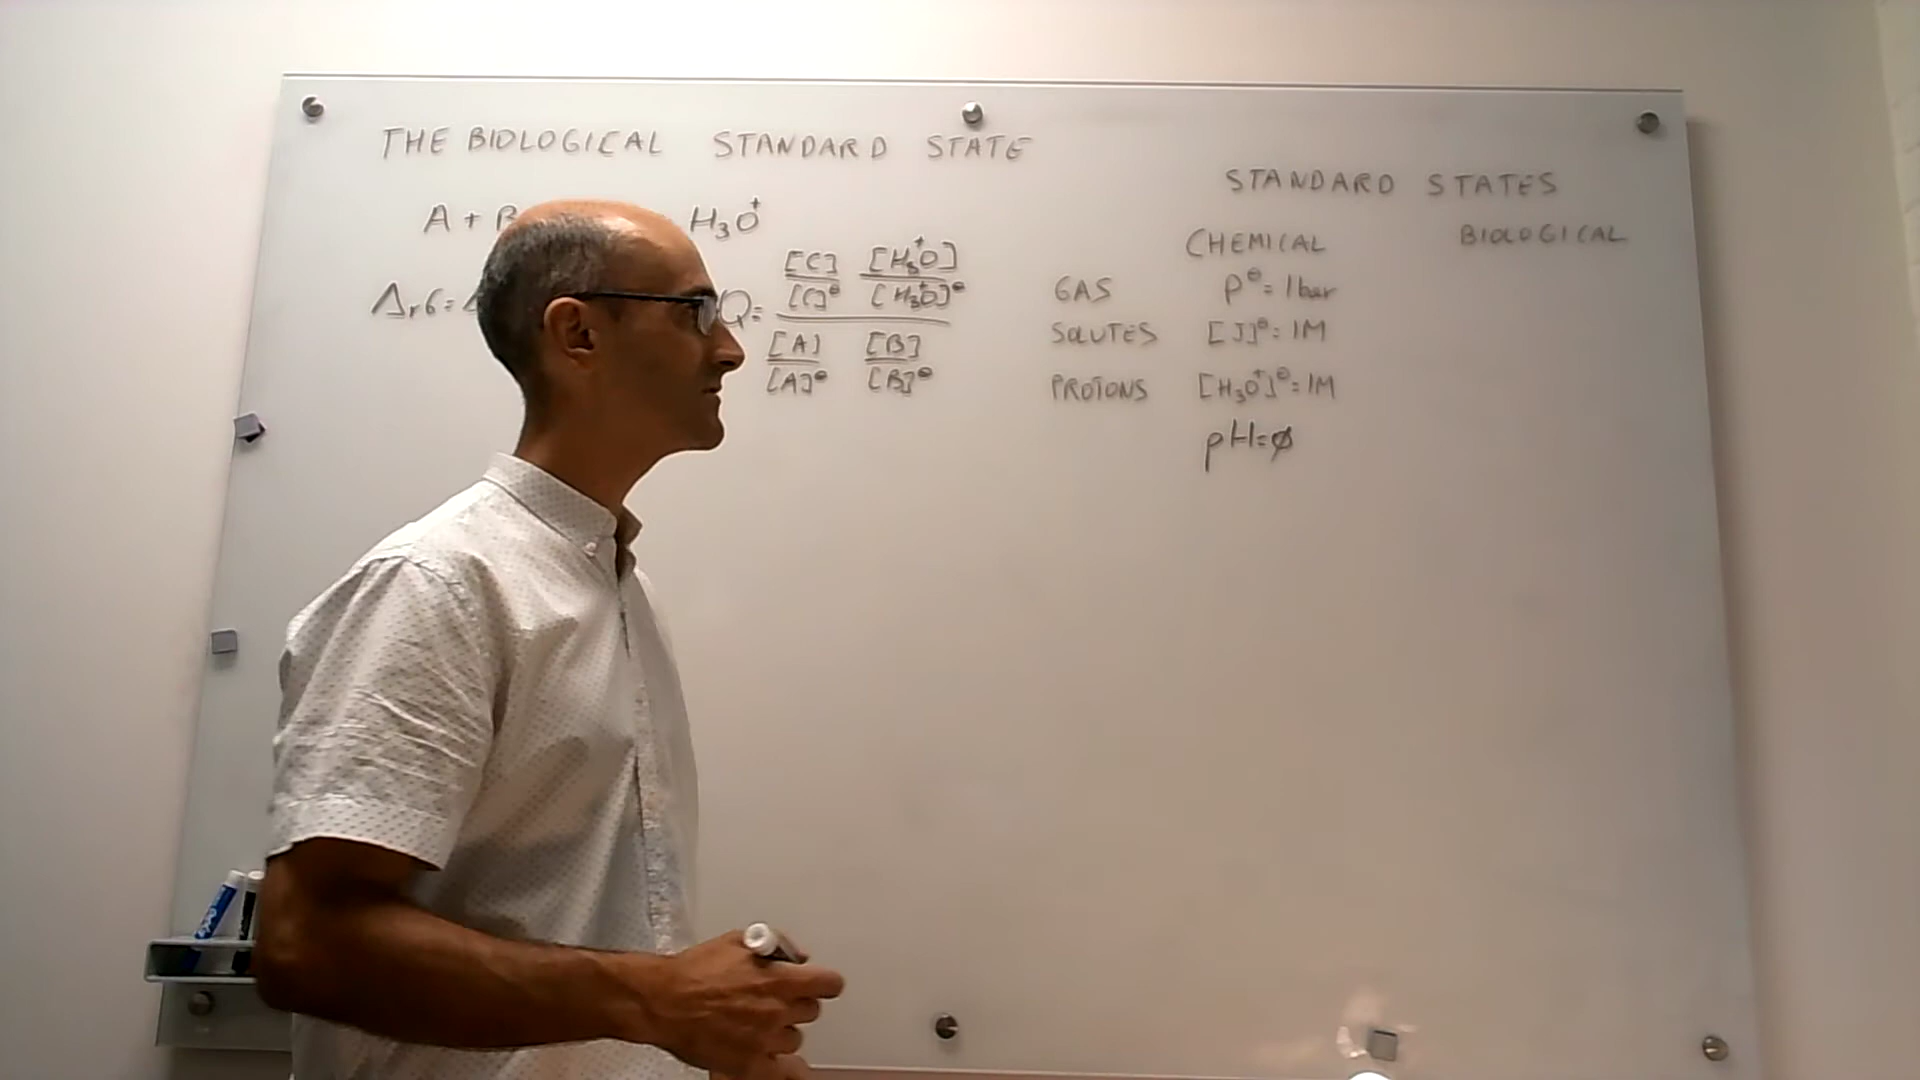 THE BIOLOGICAL STANDARD STATE
A + B H₃O⁺
ΔrG = Q = [C] [H₃O⁺]
[C]⊖ [H₃O⁺]⊖
[A] [B]
[A]⊖ [B]⊖
STANDARD STATES
CHEMICAL BIOLOGICAL
GAS P⊖ = 1 bar
SOLUTES [J]⊖ = 1M
PROTONS [H₃O⁺]⊖ = 1M
pH = ∅